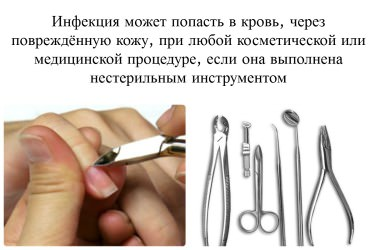 Инфекция может попасть в кровь, через
повреждённую кожу, при любой косметической или
медицинской процедуре, если она выполнена
нестерильным инструментом